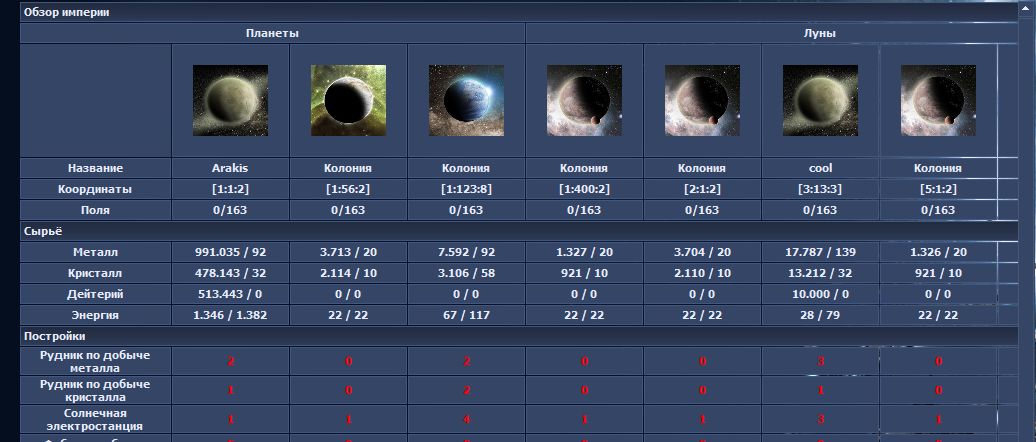 Обзор империи
Планеты Луны
Название Arakis Колония Колония Колония Колония cool Колония
Координаты [1:1:2] [1:56:2] [1:123:8] [1:400:2] [2:1:2] [3:13:3] [5:1:2]
Поля 0/163 0/163 0/163 0/163 0/163 0/163 0/163
Сырьё
Металл 991.035 / 92 3.713 / 20 7.592 / 92 1.327 / 20 3.704 / 20 17.787 / 139 1.326 / 20
Кристалл 478.143 / 32 2.114 / 10 3.106 / 58 921 / 10 2.110 / 10 13.212 / 32 921 / 10
Дейтерий 513.443 / 0 0 / 0 0 / 0 0 / 0 0 / 0 10.000 / 0 0 / 0
Энергия 1.346 / 1.382 22 / 22 67 / 117 22 / 22 22 / 22 28 / 79 22 / 22
Постройки
Рудник по добыче
металла 2 0 2 0 0 3 0
Рудник по добыче
кристалла 1 0 2 0 0 1 0
Солнечная
электростанция 1 1 4 1 1 3 1